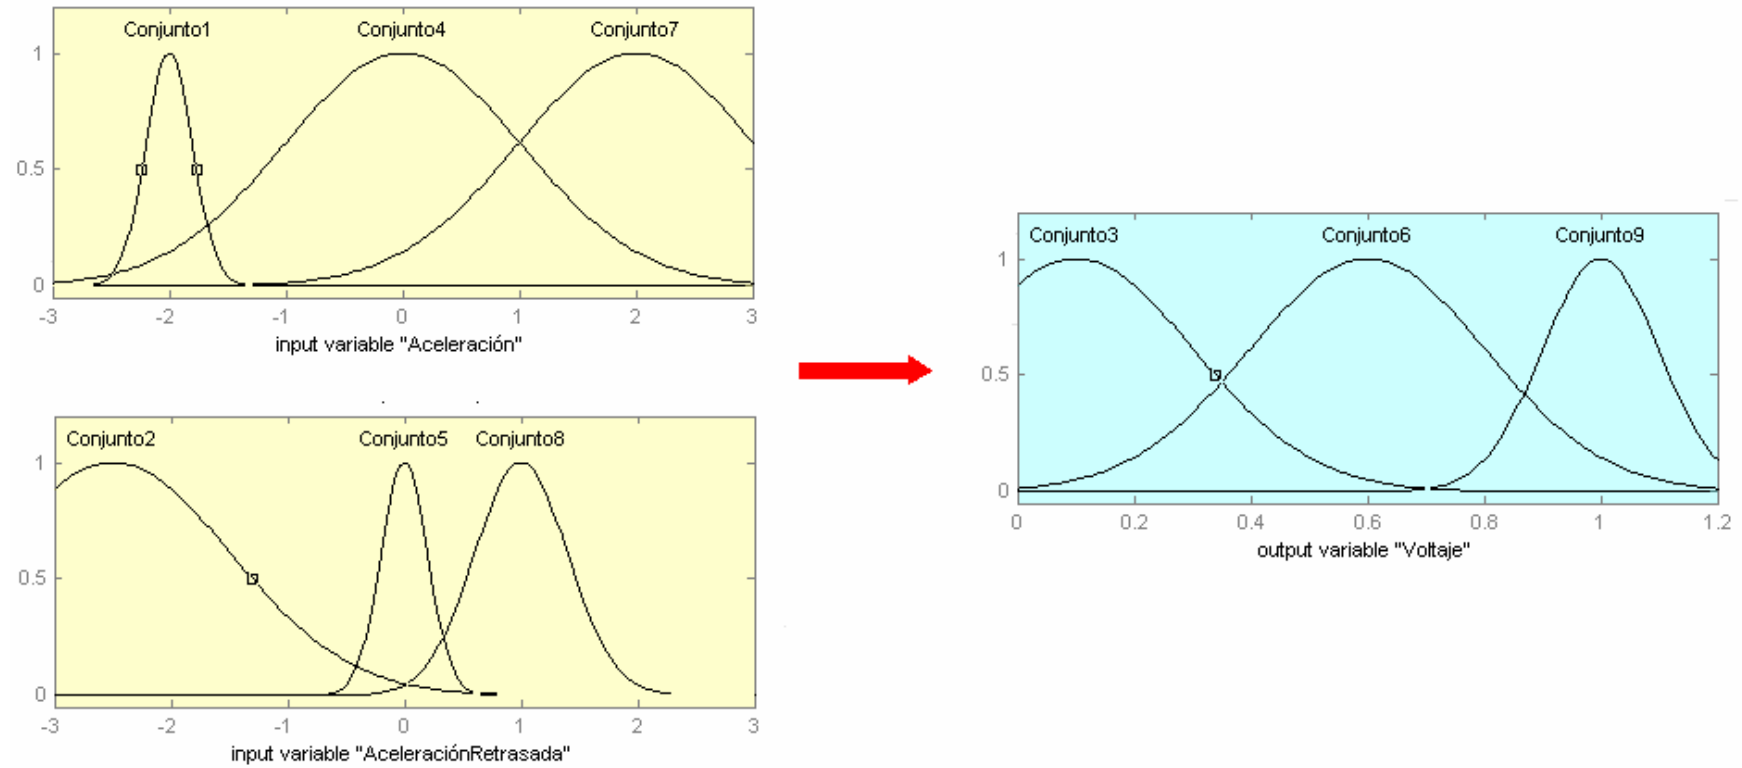 Conjunto1 Conjunto4 Conjunto7
1
0.5
0
-3 -2 -1 0 1 2 3
input variable "Aceleración"
Conjunto2 Conjunto5 Conjunto8
1
0.5
0
-3 -2 -1 0 1 2 3
input variable "AceleraciónRetrasada"
Conjunto3 Conjunto6 Conjunto9
1
0.5
0
0 0.2 0.4 0.6 0.8 1 1.2
output variable "Voltaje"